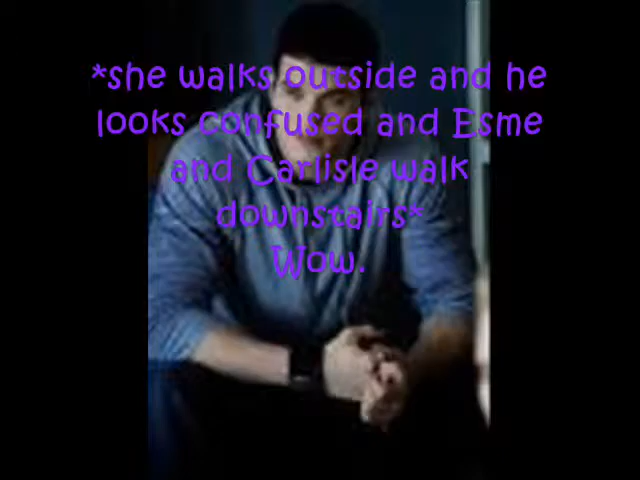 *she walks outside and he
looks confused and Esme
and Carlisle walk
downstairs*
Wow.